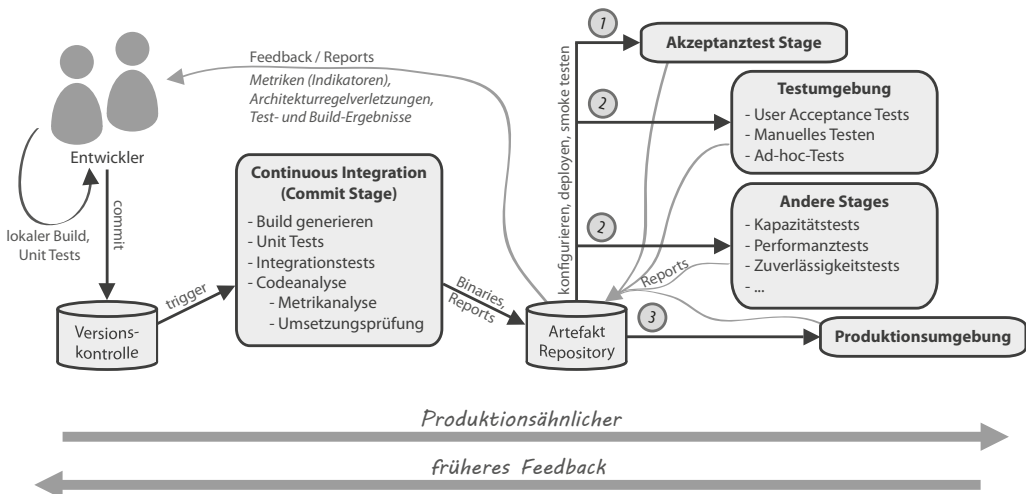 Entwickler
lokaler Build,
Unit Tests
commit
Versions-
kontrolle
trigger
Feedback / Reports
Metriken (Indikatoren),
Architekturregelverletzungen,
Test- und Build-Ergebnisse
Continuous Integration
(Commit Stage)
- Build generieren
- Unit Tests
- Integrationstests
- Codeanalyse
- Metrikanalyse
- Umsetzungsprüfung
Binaries,
Reports
Artefakt
Repository
konfigurieren, deployen, smoke testen
1
Akzeptanztest Stage
2
Testumgebung
- User Acceptance Tests
- Manuelles Testen
- Ad-hoc-Tests
2
Andere Stages
- Kapazitätstests
- Performanztests
- Zuverlässigkeitstests
- ...
Reports
3
Produktionsumgebung
Produktionsähnlicher
früheres Feedback